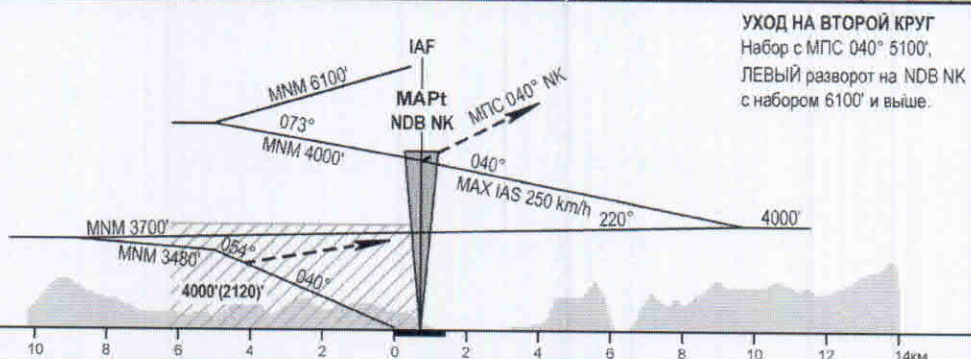 УХОД НА ВТОРОЙ КРУГ
Набор с МПС 040° 5100',
ЛЕВЫЙ разворот на NDB NK
с набором 6100' и выше.
IAF
MNM 6100'
MAPt
NDB NK
МПС 040° NK
073°
MNM 4000'
040°
MAX IAS 250 km/h
220°
4000'
MNM 3700'
MNM 3480'
054°
040°
4000'(2120)'
10 8 6 4 2 0 2 4 6 8 10 12 14км